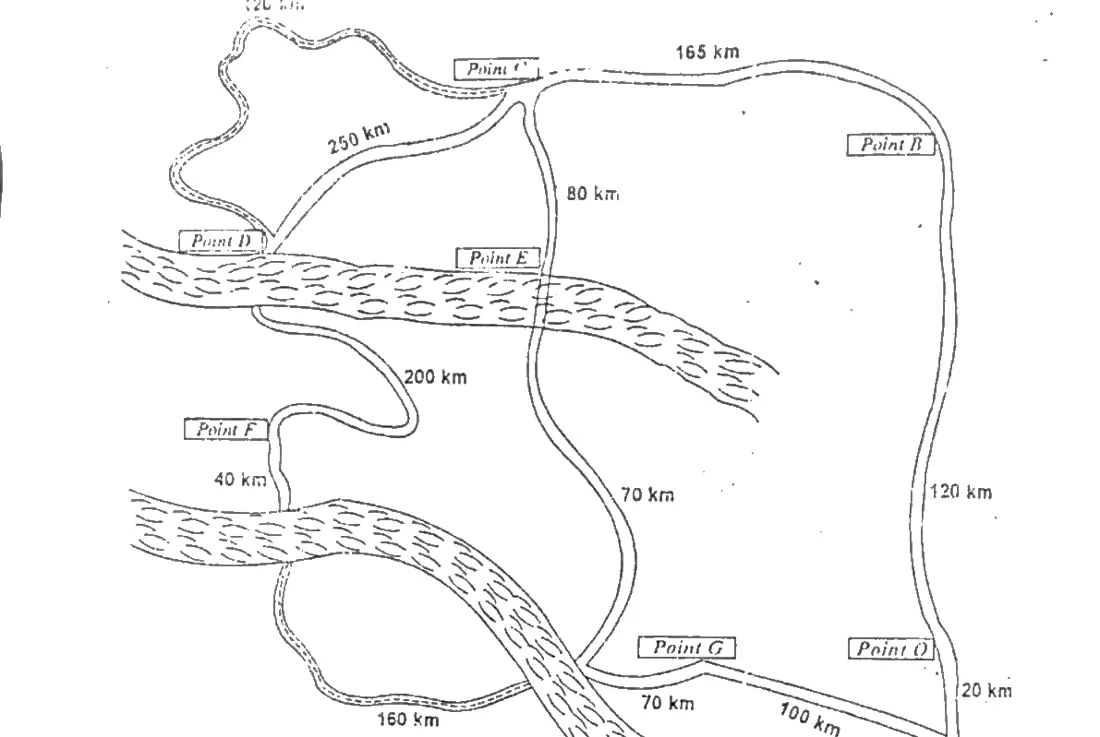 165 km
Point C
250 km
Point B
80 km
Point D
Point E
200 km
Point F
40 km
70 km
120 km
Point G
Point O
20 km
70 km
100 km
160 km